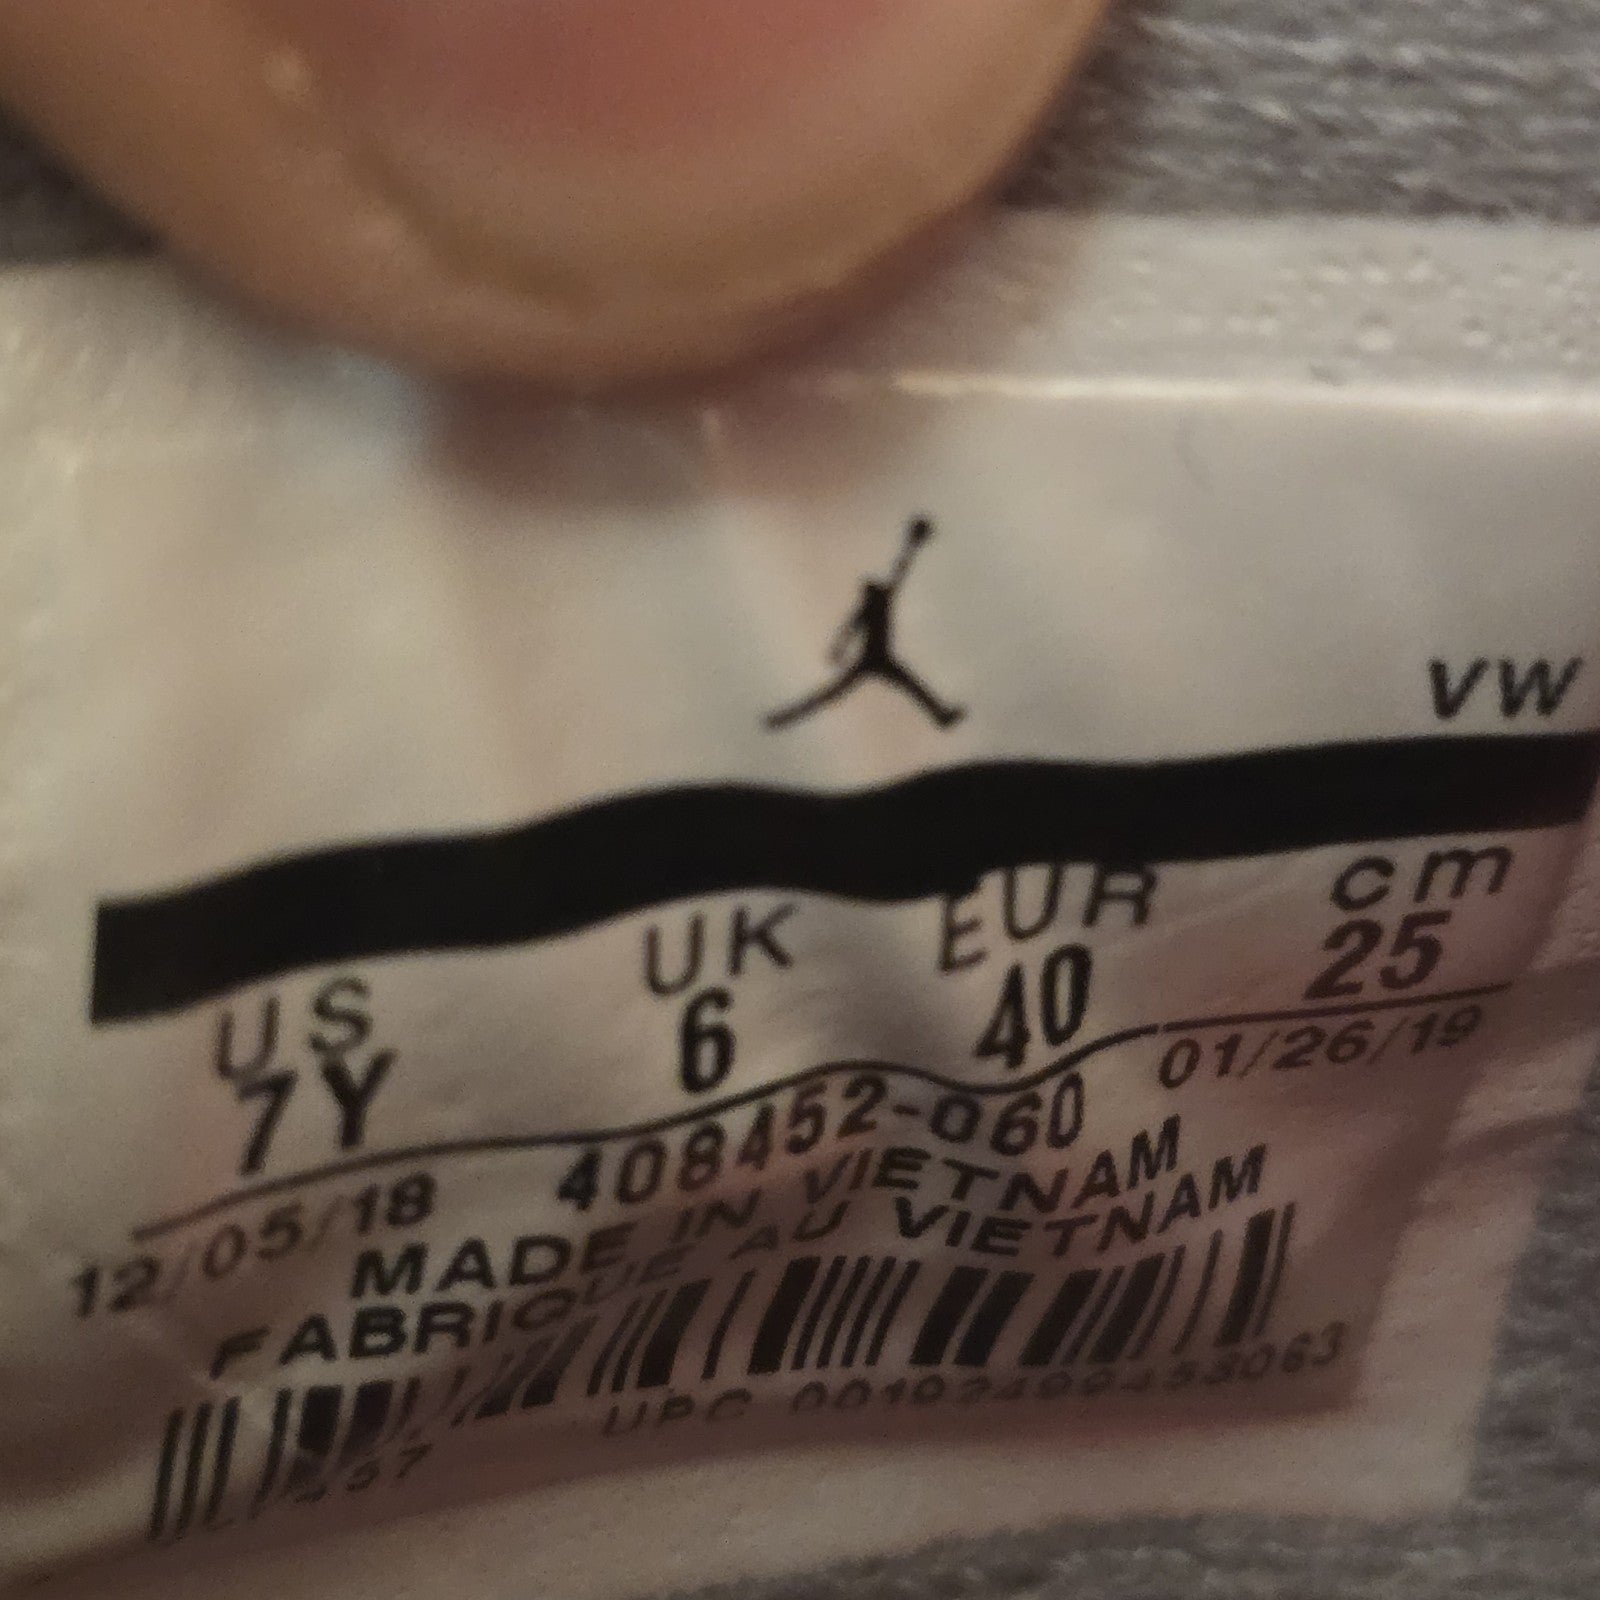 VW
US UK EUR cm
7Y 6 40 25
12/05/18 408452-060 01/26/19
MADE IN VIETNAM
FABRIQUE AU VIETNAM
UPC